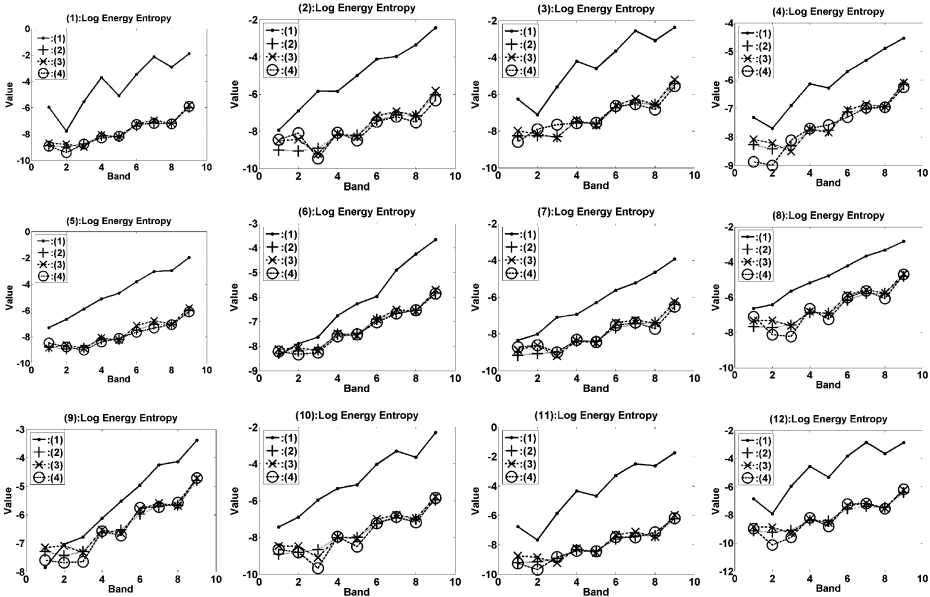 (1):Log Energy Entropy
0
-2
-4
-6
-8
-10
0 2 4 6 8 10
Value
Band
:(1)
:(2)
:(3)
:(4)
(2):Log Energy Entropy
-2
-4
-6
-8
-10
0 2 4 6 8 10
Value
Band
:(1)
:(2)
:(3)
:(4)
(3):Log Energy Entropy
-2
-4
-6
-8
-10
0 2 4 6 8 10
Value
Band
:(1)
:(2)
:(3)
:(4)
(4):Log Energy Entropy
-4
-5
-6
-7
-8
-9
0 2 4 6 8 10
Value
Band
:(1)
:(2)
:(3)
:(4)
(5):Log Energy Entropy
0
-2
-4
-6
-8
-10
0 2 4 6 8 10
Value
Band
:(1)
:(2)
:(3)
:(4)
(6):Log Energy Entropy
-3
-4
-5
-6
-7
-8
-9
0 2 4 6 8 10
Value
Band
:(1)
:(2)
:(3)
:(4)
(7):Log Energy Entropy
-2
-4
-6
-8
-10
0 2 4 6 8 10
Value
Band
:(1)
:(2)
:(3)
:(4)
(8):Log Energy Entropy
-2
-4
-6
-8
-10
0 2 4 6 8 10
Value
Band
:(1)
:(2)
:(3)
:(4)
(9):Log Energy Entropy
-3
-4
-5
-6
-7
-8
0 2 4 6 8 10
Value
Band
:(1)
:(2)
:(3)
:(4)
(10):Log Energy Entropy
-2
-4
-6
-8
-10
0 2 4 6 8 10
Value
Band
:(1)
:(2)
:(3)
:(4)
(11):Log Energy Entropy
0
-2
-4
-6
-8
-10
0 2 4 6 8 10
Value
Band
:(1)
:(2)
:(3)
:(4)
(12):Log Energy Entropy
-2
-4
-6
-8
-10
-12
0 2 4 6 8 10
Value
Band
:(1)
:(2)
:(3)
:(4)